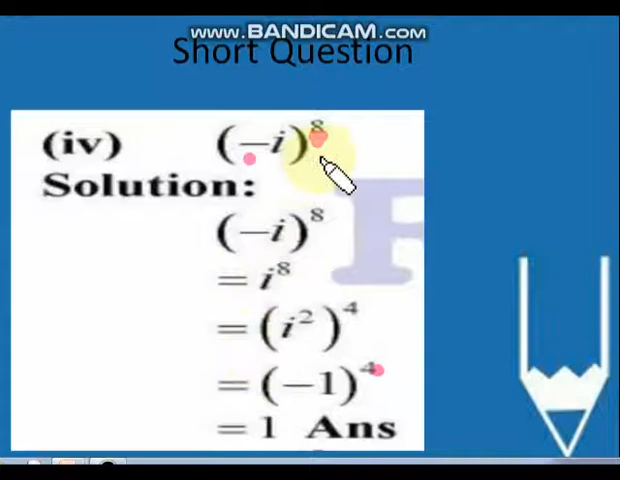 www.BANDICAM.com
Short Question
(iv) (−i)⁸
Solution:
(−i)⁸
= i⁸
= (i²)⁴
= (−1)⁴
= 1 Ans